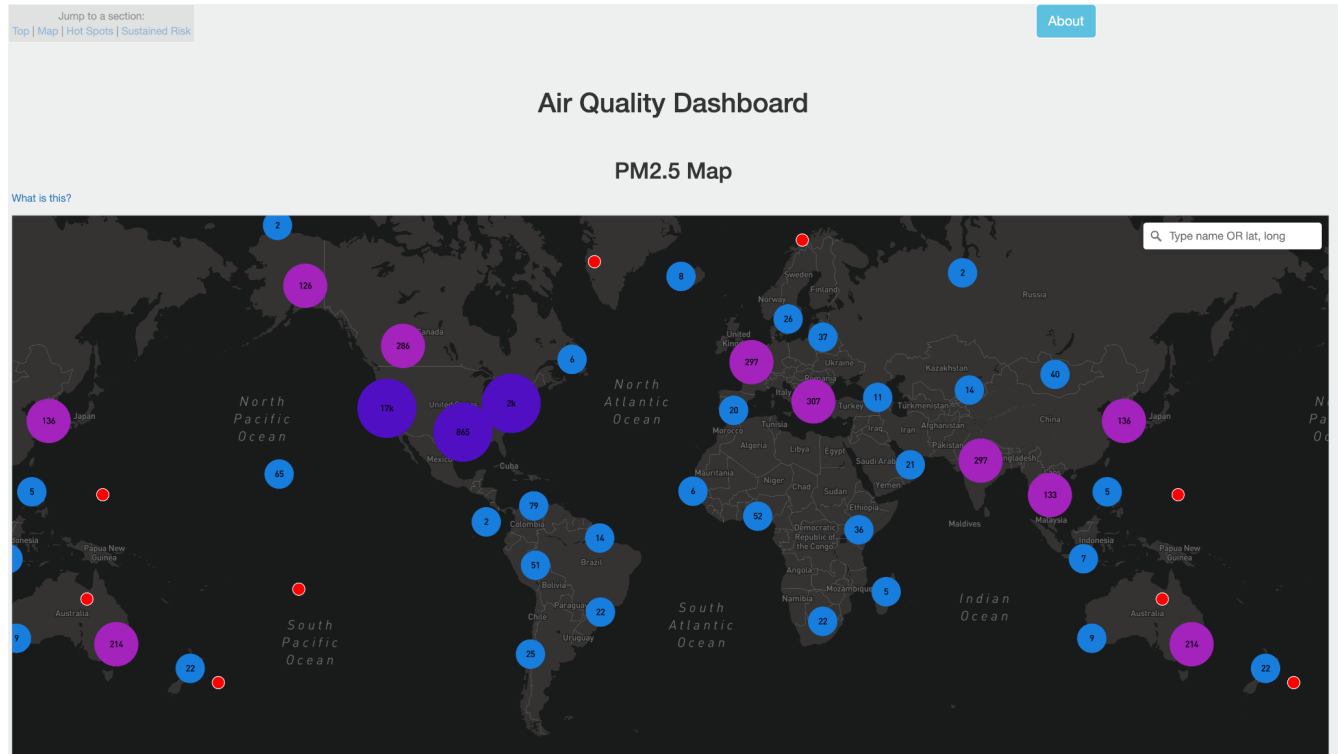 Jump to a section:
Top | Map | Hot Spots | Sustained Risk
About
Air Quality Dashboard
PM2.5 Map
What is this?
Type name OR lat, long
2
126
8
Sweden
2
Finland
Russia
Norway
26
Canada
286
United
37
297
6
Ukraine
Kazakhstan
40
North
Pacific
Ocean
17k
2k
865
North
Atlantic
Ocean
Romania
Italy
307
Turkey
11
Turkmenistan
14
China
136
Japan
136
Japan
20
Morocco
Tunisia
Iraq
Iran
Afghanistan
Pakistan
Algeria
Libya
Egypt
Mexico
Cuba
65
Saudi Arab
21
297
ngladesh
5
Mauritania
6
Niger
Chad
Sudan
Yemen
133
5
79
Colombia
2
52
Ethiopia
36
Maldives
Malaysia
14
Brazil
Democratic
Republic of
the Congo
Indonesia
7
Papua New
Guinea
donesia
Papua New
Guinea
51
Bolivia
Angola
Mozambique
5
Namibia
Indian
Ocean
Australia
Australia
Paraguay
22
Chile
Uruguay
South
Pacific
Ocean
South
Atlantic
Ocean
22
9
214
9
214
22
25
22